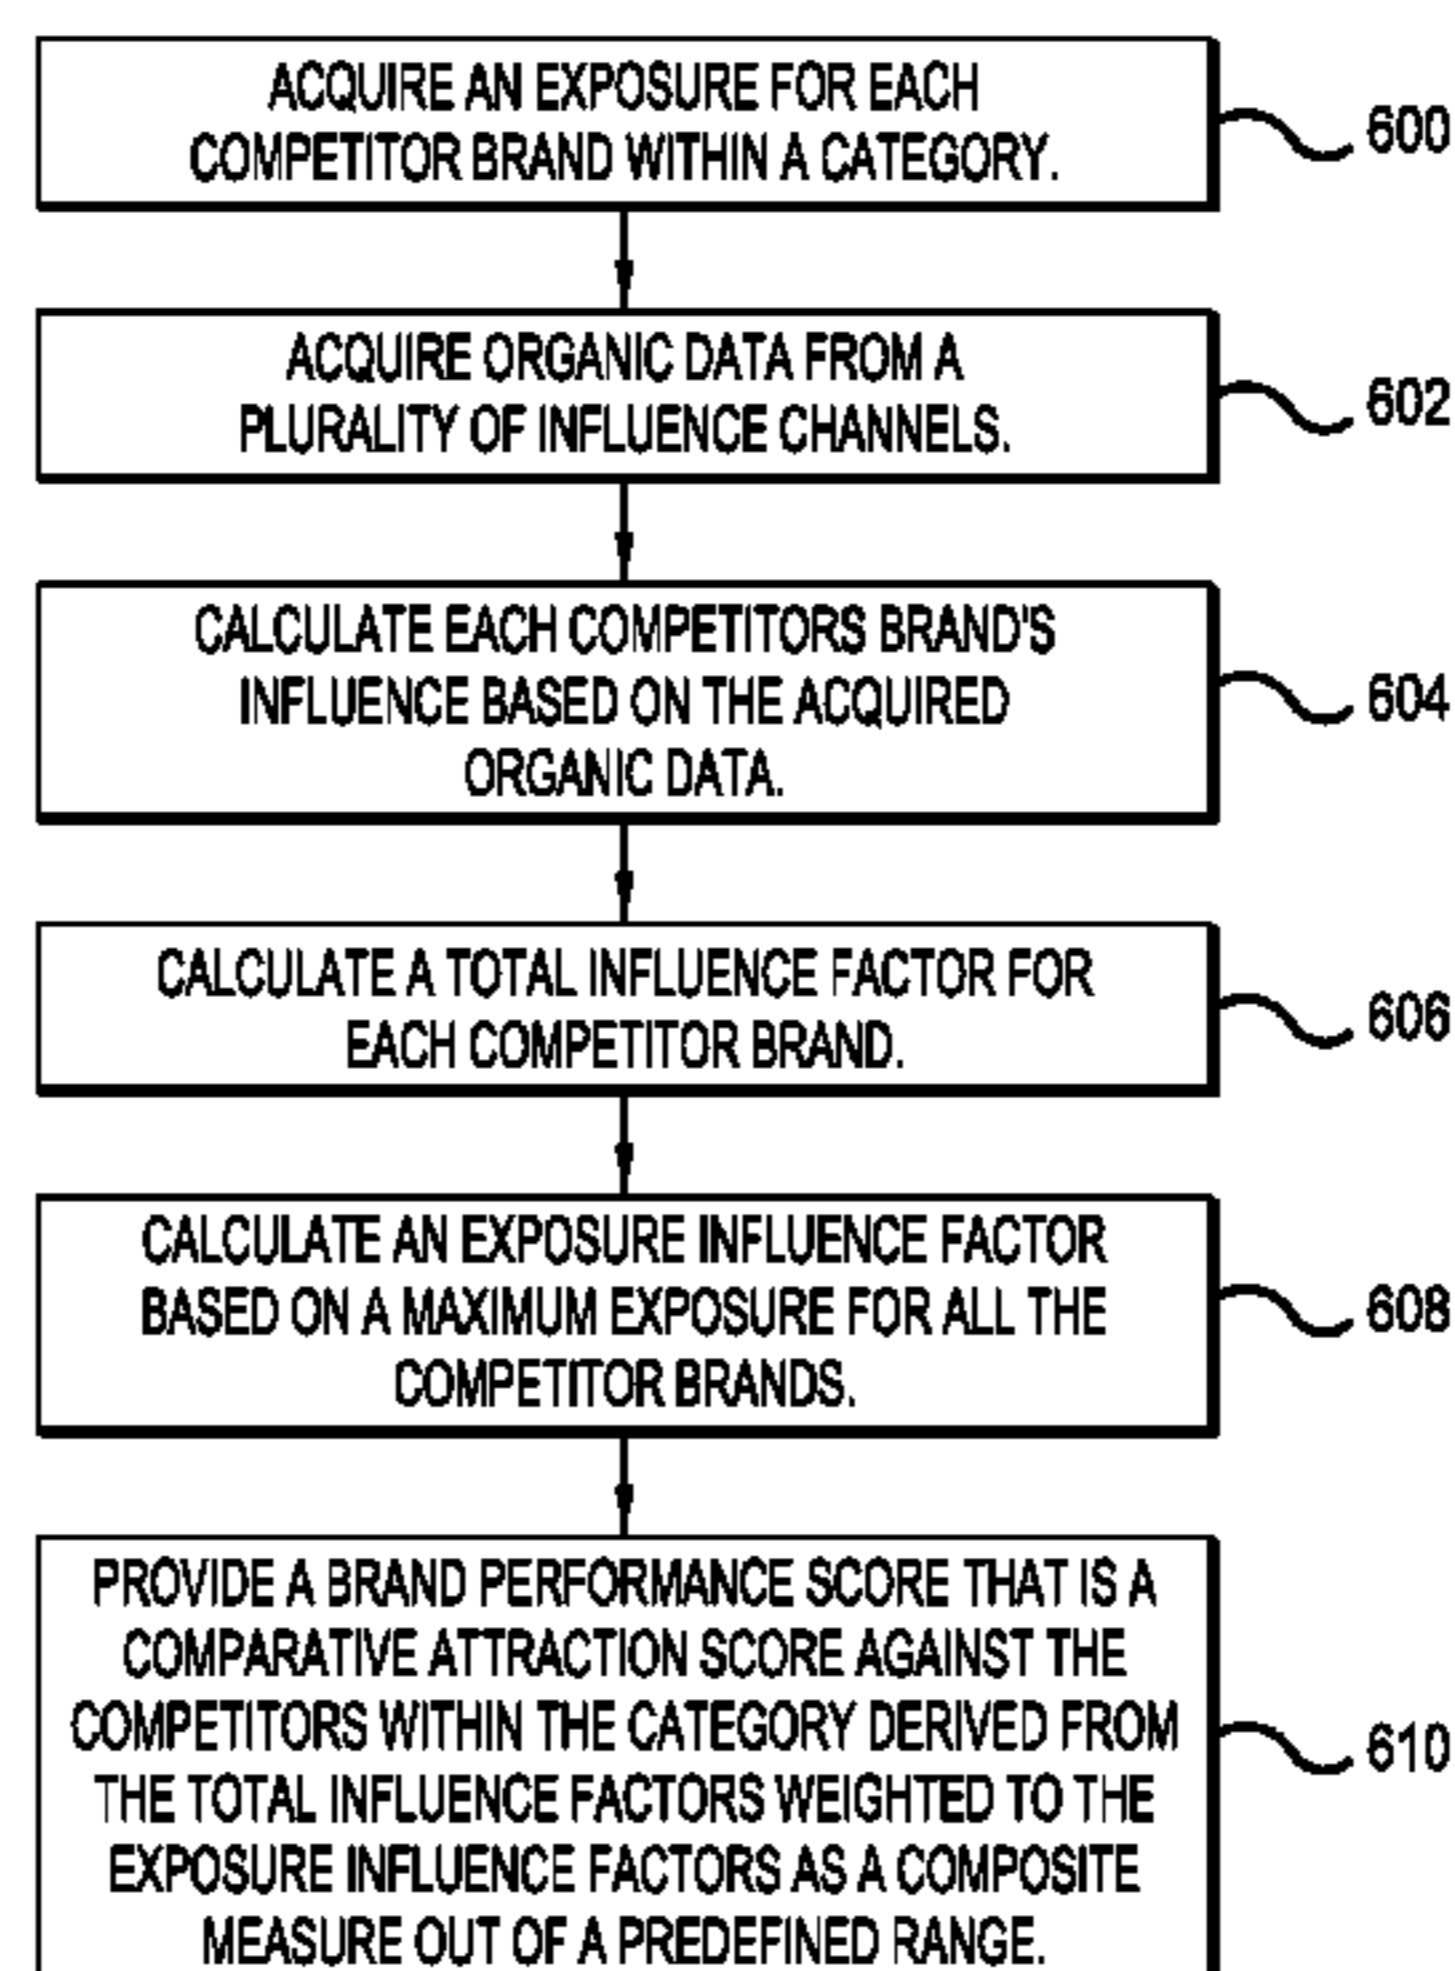 ACQUIRE AN EXPOSURE FOR EACH
COMPETITOR BRAND WITHIN A CATEGORY.
600
ACQUIRE ORGANIC DATA FROM A
PLURALITY OF INFLUENCE CHANNELS.
602
CALCULATE EACH COMPETITORS BRAND'S
INFLUENCE BASED ON THE ACQUIRED
ORGANIC DATA.
604
CALCULATE A TOTAL INFLUENCE FACTOR FOR
EACH COMPETITOR BRAND.
606
CALCULATE AN EXPOSURE INFLUENCE FACTOR
BASED ON A MAXIMUM EXPOSURE FOR ALL THE
COMPETITOR BRANDS.
608
PROVIDE A BRAND PERFORMANCE SCORE THAT IS A
COMPARATIVE ATTRACTION SCORE AGAINST THE
COMPETITORS WITHIN THE CATEGORY DERIVED FROM
THE TOTAL INFLUENCE FACTORS WEIGHTED TO THE
EXPOSURE INFLUENCE FACTORS AS A COMPOSITE
MEASURE OUT OF A PREDEFINED RANGE.
610